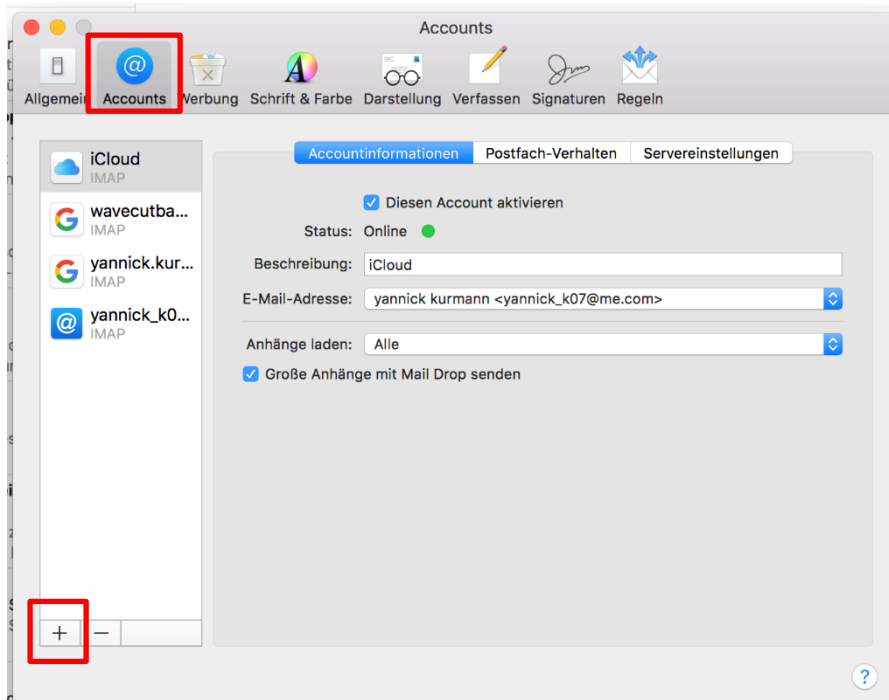 Accounts
Allgemein Accounts Werbung Schrift & Farbe Darstellung Verfassen Signaturen Regeln
Accountinformationen Postfach-Verhalten Servereinstellungen
iCloud
IMAP
wavecutba...
IMAP
yannick.kur...
IMAP
yannick_k0...
IMAP
Diesen Account aktivieren
Status: Online
Beschreibung: iCloud
E-Mail-Adresse: yannick kurmann <yannick_k07@me.com>
Anhänge laden: Alle
Große Anhänge mit Mail Drop senden
+ −
?